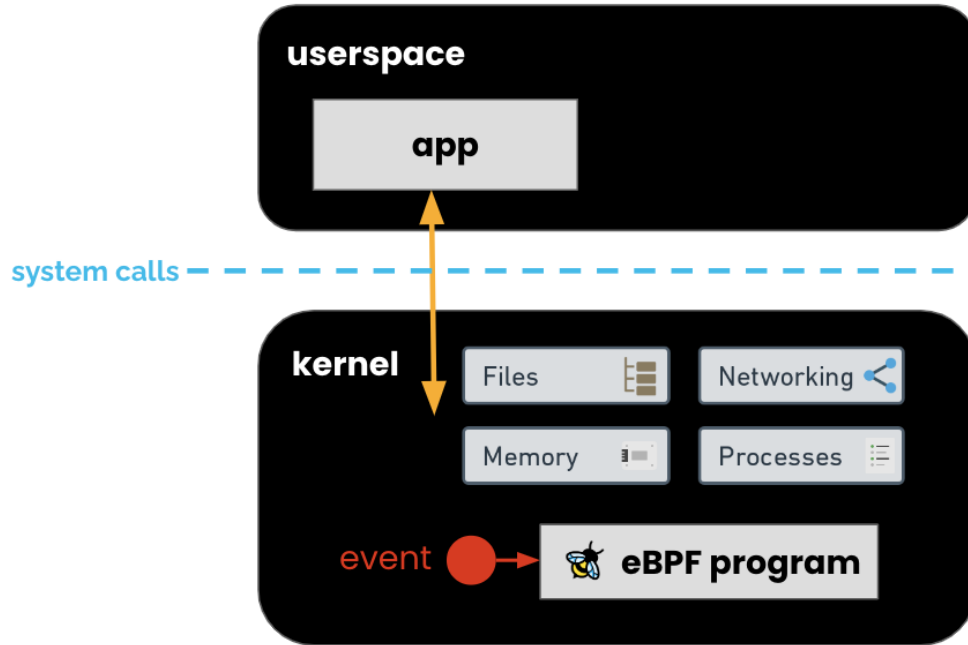 userspace
app
system calls
kernel
Files
Networking
Memory
Processes
event
eBPF program